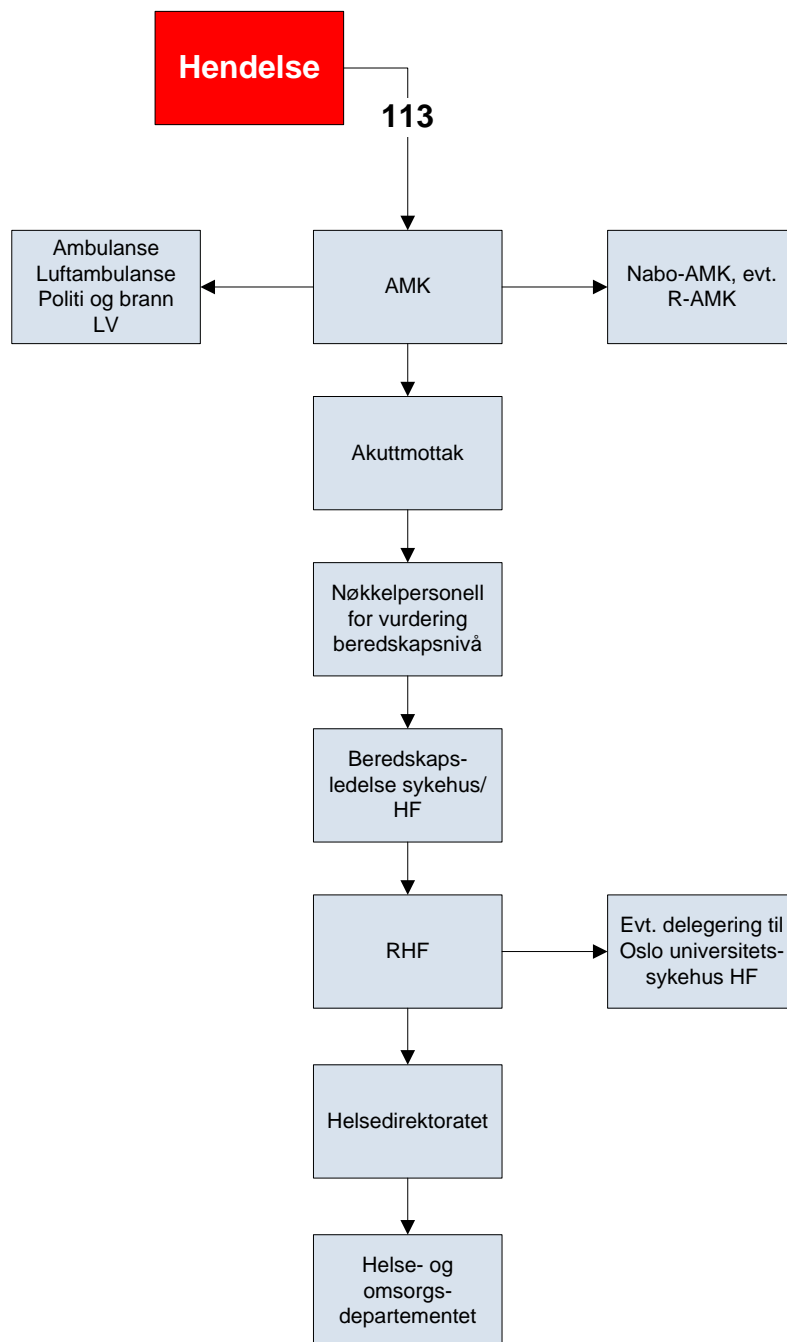 Hendelse
113
Ambulanse
Luftambulanse
Politi og brann
LV
AMK
Nabo-AMK, evt.
R-AMK
Akuttmottak
Nøkkelpersonell
for vurdering
beredskapsnivå
Beredskaps-
ledelse sykehus/
HF
RHF
Evt. delegering til
Oslo universitets-
sykehus HF
Helsedirektoratet
Helse- og
omsorgs-
departementet